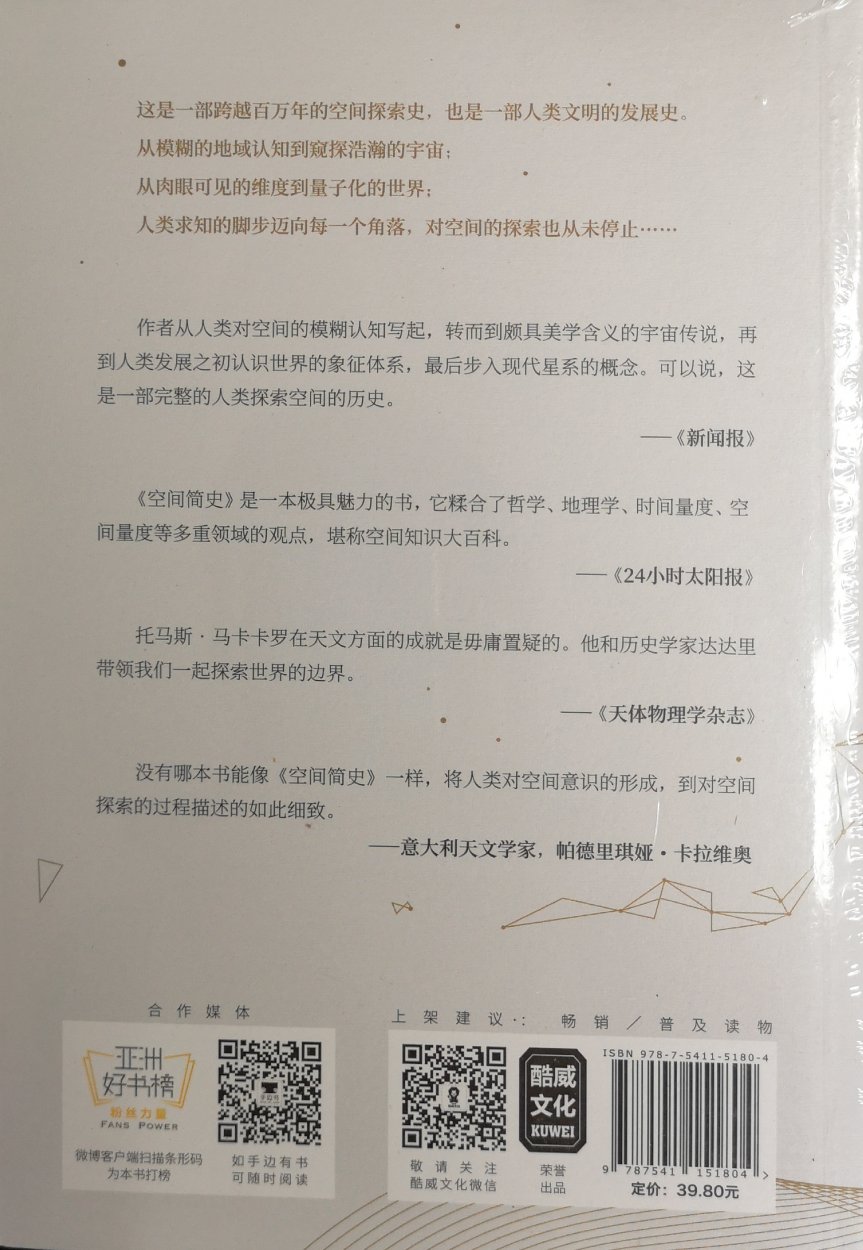 这是一部跨越百万年的空间探索史，也是一部人类文明的发展史。
从模糊的地域认知到窥探浩瀚的宇宙；
从肉眼可见的维度到量子化的世界；
人类求知的脚步迈向每一个角落，对空间的探索也从未停止……
作者从人类对空间的模糊认知写起，转而到颇具美学含义的宇宙传说，再
到人类发展之初认识世界的象征体系，最后步入现代星系的概念。可以说，这
是一部完整的人类探索空间的历史。
——《新闻报》
《空间简史》是一本极具魅力的书，它糅合了哲学、地理学、时间量度、空
间量度等多重领域的观点，堪称空间知识大百科。
——《24小时太阳报》
托马斯·马卡卡罗在天文方面的成就是毋庸置疑的。他和历史学家达达里
带领我们一起探索世界的边界。
——《天体物理学杂志》
没有哪本书能像《空间简史》一样，将人类对空间意识的形成，到对空间
探索的过程描述的如此细致。
——意大利天文学家，帕德里琪娅·卡拉维奥
合作媒体
亚洲
好书榜
粉丝力量
FANS POWER
微博客户端扫描条形码
为本书打榜
如手边有书
可随时阅读
上架建议：畅销／普及读物
敬请关注
酷威文化微信
酷威
文化
KUWEI
荣誉
出品
ISBN 978-7-5411-5180-4
9 787541 151804 >
定价：39.80元